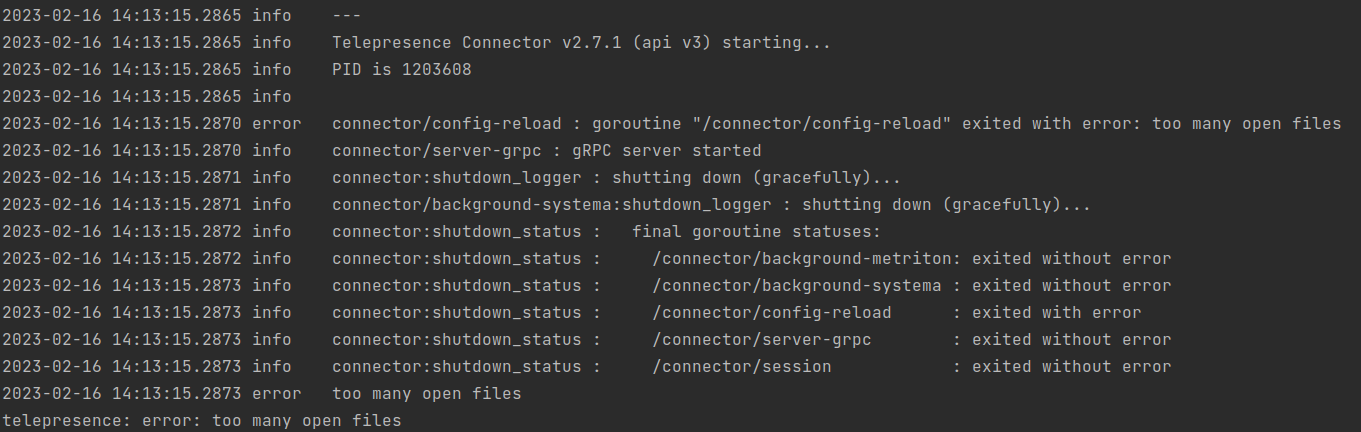 2023-02-16 14:13:15.2865 info    ---
2023-02-16 14:13:15.2865 info    Telepresence Connector v2.7.1 (api v3) starting...
2023-02-16 14:13:15.2865 info    PID is 1203608
2023-02-16 14:13:15.2865 info
2023-02-16 14:13:15.2870 error   connector/config-reload : goroutine "/connector/config-reload" exited with error: too many open files
2023-02-16 14:13:15.2870 info    connector/server-grpc : gRPC server started
2023-02-16 14:13:15.2871 info    connector:shutdown_logger : shutting down (gracefully)...
2023-02-16 14:13:15.2871 info    connector/background-systema:shutdown_logger : shutting down (gracefully)...
2023-02-16 14:13:15.2872 info    connector:shutdown_status :   final goroutine statuses:
2023-02-16 14:13:15.2872 info    connector:shutdown_status :     /connector/background-metriton: exited without error
2023-02-16 14:13:15.2873 info    connector:shutdown_status :     /connector/background-systema : exited without error
2023-02-16 14:13:15.2873 info    connector:shutdown_status :     /connector/config-reload      : exited with error
2023-02-16 14:13:15.2873 info    connector:shutdown_status :     /connector/server-grpc        : exited without error
2023-02-16 14:13:15.2873 info    connector:shutdown_status :     /connector/session            : exited without error
2023-02-16 14:13:15.2873 error   too many open files
telepresence: error: too many open files